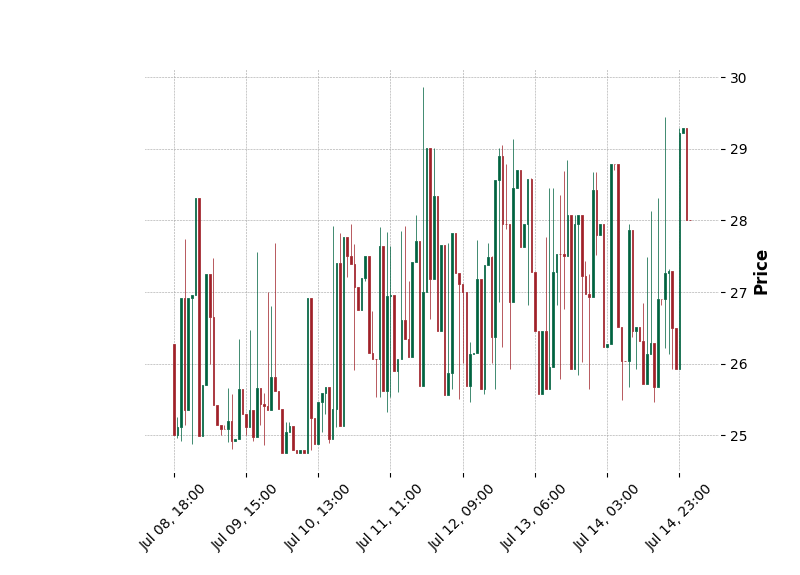 30
29
28
27
26
25
Price
Jul 08, 18:00
Jul 09, 15:00
Jul 10, 13:00
Jul 11, 11:00
Jul 12, 09:00
Jul 13, 06:00
Jul 14, 03:00
Jul 14, 23:00